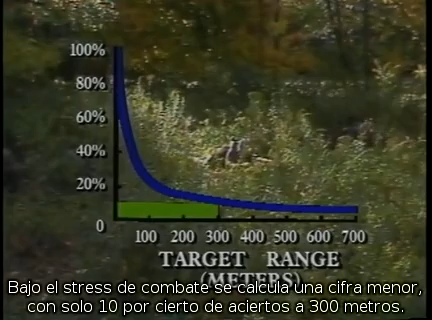 100%
80%
60%
40%
20%
0
100 200 300 400 500 600 700
TARGET RANGE
(METERS)
Bajo el stress de combate se calcula una cifra menor,
con solo 10 por cierto de aciertos a 300 metros.